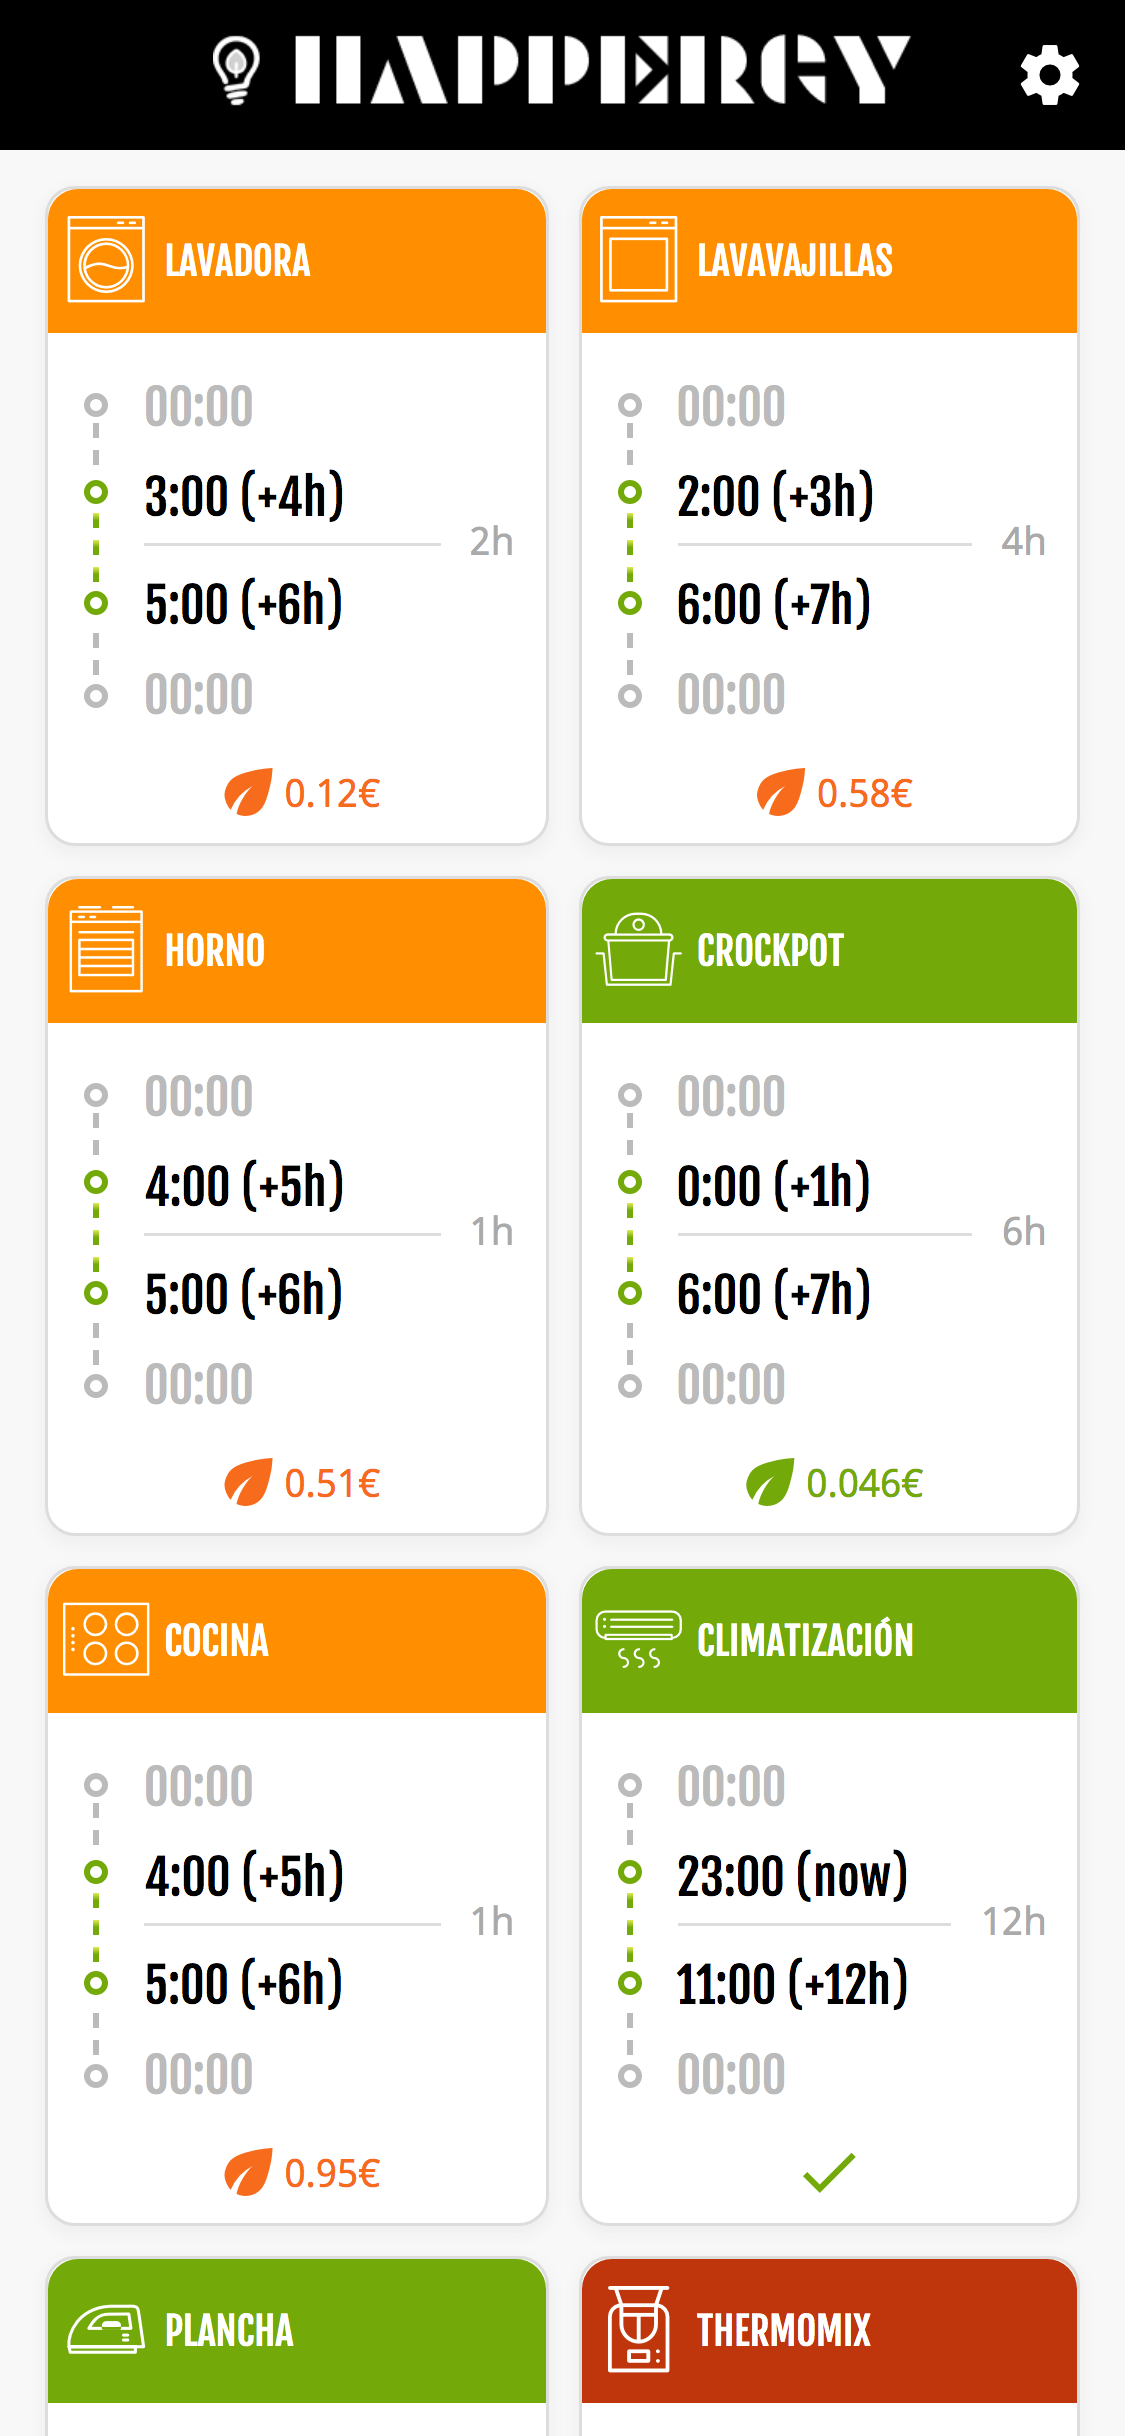 HAPPERGY
LAVADORA
00:00
3:00 (+4h)
2h
5:00 (+6h)
00:00
0.12€
LAVAVAJILLAS
00:00
2:00 (+3h)
4h
6:00 (+7h)
00:00
0.58€
HORNO
00:00
4:00 (+5h)
1h
5:00 (+6h)
00:00
0.51€
CROCKPOT
00:00
0:00 (+1h)
6h
6:00 (+7h)
00:00
0.046€
COCINA
00:00
4:00 (+5h)
1h
5:00 (+6h)
00:00
0.95€
CLIMATIZACIÓN
00:00
23:00 (now)
12h
11:00 (+12h)
00:00
PLANCHA
THERMOMIX